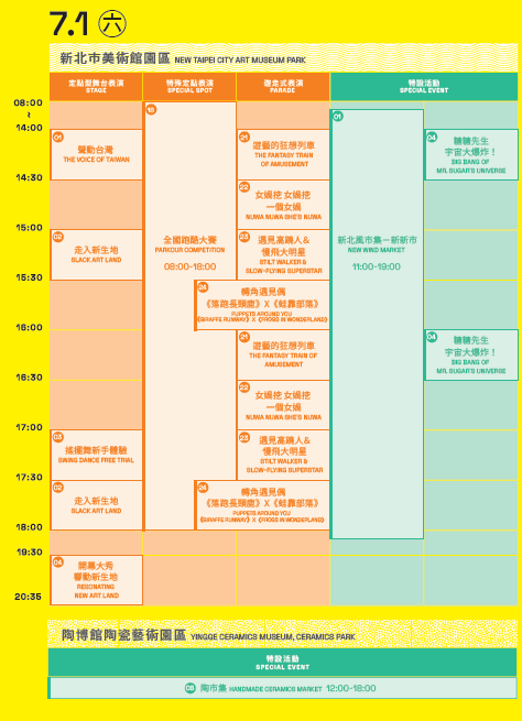 7.1 六
新北市美術館園區 NEW TAIPEI CITY ART MUSEUM PARK
定點型舞台表演
STAGE
特殊定點表演
SPECIAL SPOT
遊走式表演
PARADE
特設活動
SPECIAL EVENT
08:00
~
14:00
14:30
15:00
15:30
16:00
16:30
17:00
17:30
18:00
19:30
20:35
01
聲動台灣
THE VOICE OF TAIWAN
02
走入新生地
SLACK ART LAND
03
搖擺舞新手體驗
SWING DANCE FREE TRIAL
02
走入新生地
SLACK ART LAND
04
開幕大秀
響動新生地
RESONATING
NEW ART LAND
全國跑酷大賽
PARKOUR COMPETITION
08:00-18:00
21
遊藝的狂想列車
THE FANTASY TRAIN
OF AMUSEMENT
22
女媧挖 女媧挖
一個女媧
NUWA NUWA SHE'S NUWA
23
遇見高蹺人&
慢飛大明星
STILT WALKER &
SLOW-FLYING SUPERSTAR
24
轉角遇見偶
《落跑長頸鹿》X《蛙靠部落》
PUPPETS AROUND YOU
《GIRAFFE RUNWAY》X《FROGS IN WONDERLAND》
21
遊藝的狂想列車
THE FANTASY TRAIN OF
AMUSEMENT
22
女媧挖 女媧挖
一個女媧
NUWA NUWA SHE'S NUWA
23
遇見高蹺人&
慢飛大明星
STILT WALKER &
SLOW-FLYING SUPERSTAR
24
轉角遇見偶
《落跑長頸鹿》X《蛙靠部落》
PUPPETS AROUND YOU
《GIRAFFE RUNWAY》X《FROGS IN WONDERLAND》
01
新北風市集－新新市
NEW WIND MARKET
11:00-19:00
04
糖糖先生
宇宙大爆炸！
BIG BANG OF
MR. SUGAR'S UNIVERSE
04
糖糖先生
宇宙大爆炸！
BIG BANG OF
MR. SUGAR'S UNIVERSE
陶博館陶瓷藝術園區 YINGGE CERAMICS MUSEUM, CERAMICS PARK
特設活動
SPECIAL EVENT
陶市集 HANDMADE CERAMICS MARKET 12:00-18:00